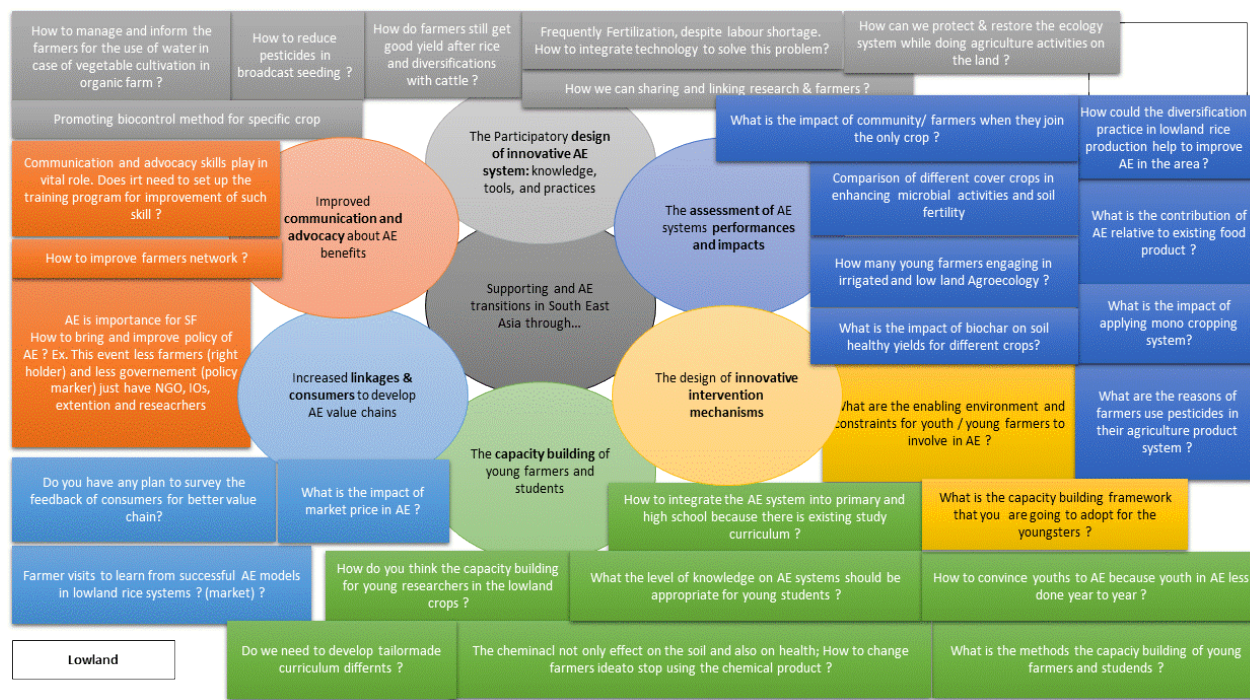 How to manage and inform the
farmers for the use of water in
case of vegetable cultivation in
organic farm ?
How to reduce
pesticides in
broadcast seeding ?
How do farmers still get
good yield after rice
and diversifications
with cattle ?
Frequently Fertilization, despite labour shortage.
How to integrate technology to solve this problem?
How can we protect & restore the ecology
system while doing agriculture activities on
the land ?
How we can sharing and linking research & farmers ?
Promoting biocontrol method for specific crop
The Participatory design
of innovative AE
system: knowledge,
tools, and practices
What is the impact of community/ farmers when they join
the only crop ?
How could the diversification
practice in lowland rice
production help to improve
AE in the area ?
Communication and advocacy skills play in
vital role. Does irt need to set up the
training program for improvement of such
skill ?
Improved
communication and
advocacy about AE
benefits
The assessment of AE
systems performances
and impacts
Comparison of different cover crops in
enhancing microbial activities and soil
fertility
What is the contribution of
AE relative to existing food
product ?
How to improve farmers network ?
How many young farmers engaging in
irrigated and low land Agroecology ?
Supporting and AE
transitions in South East
Asia through...
AE is importance for SF
How to bring and improve policy of
AE ? Ex. This event less farmers (right
holder) and less governement (policy
marker) just have NGO, IOs,
extention and reseacrhers
What is the impact of biochar on soil
healthy yields for different crops?
What is the impact of
applying mono cropping
system?
Increased linkages &
consumers to develop
AE value chains
The design of innovative
intervention
mechanisms
What are the enabling environment and
constraints for youth / young farmers to
involve in AE ?
What are the reasons of
farmers use pesticides in
their agriculture product
system ?
The capacity building of
young farmers and
students
Do you have any plan to survey the
feedback of consumers for better value
chain?
What is the impact of
market price in AE ?
How to integrate the AE system into primary and
high school because there is existing study
curriculum ?
What is the capacity building framework
that you are going to adopt for the
youngsters ?
Farmer visits to learn from successful AE models
in lowland rice systems ? (market) ?
How do you think the capacity building
for young researchers in the lowland
crops ?
What the level of knowledge on AE systems should be
appropriate for young students ?
How to convince youths to AE because youth in AE less
done year to year ?
Lowland
Do we need to develop tailormade
curriculum differnts ?
The cheminacl not only effect on the soil and also on health; How to change
farmers ideato stop using the chemical product ?
What is the methods the capaciy building of young
farmers and studends ?